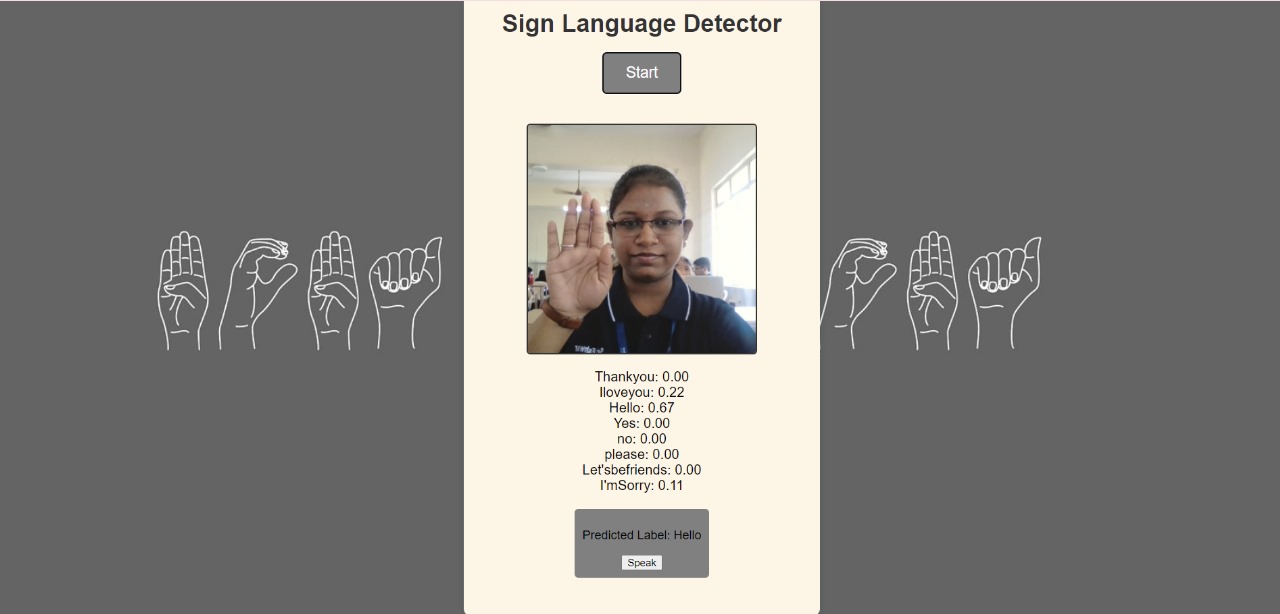 Sign Language Detector
Start
Thankyou: 0.00
Iloveyou: 0.22
Hello: 0.67
Yes: 0.00
no: 0.00
please: 0.00
Let'sbefriends: 0.00
I'mSorry: 0.11
Predicted Label: Hello
Speak